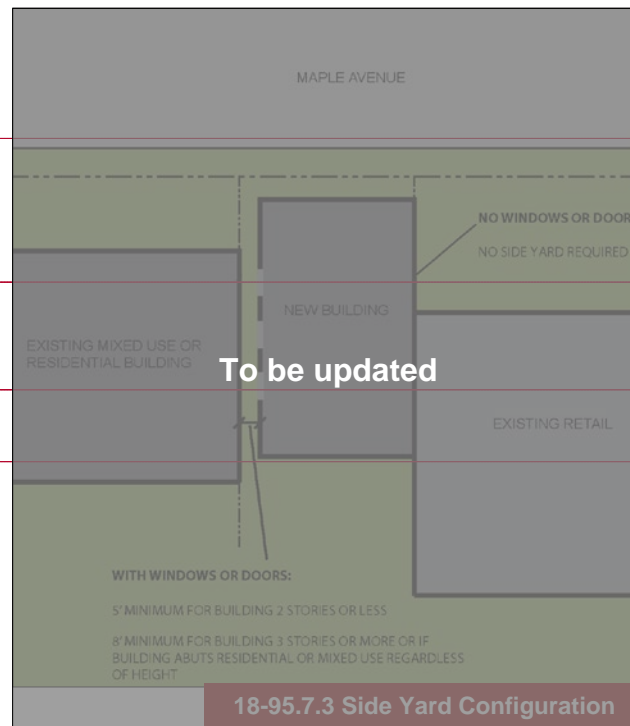 MAPLE AVENUE
NO WINDOWS OR DOOR
NO SIDE YARD REQUIRED
NEW BUILDING
EXISTING MIXED USE OR
RESIDENTIAL BUILDING
To be updated
EXISTING RETAIL
WITH WINDOWS OR DOORS:
5' MINIMUM FOR BUILDING 2 STORIES OR LESS
8' MINIMUM FOR BUILDING 3 STORIES OR MORE OR IF
BUILDING ABUTS RESIDENTIAL OR MIXED USE REGARDLESS
OF HEIGHT
18-95.7.3 Side Yard Configuration